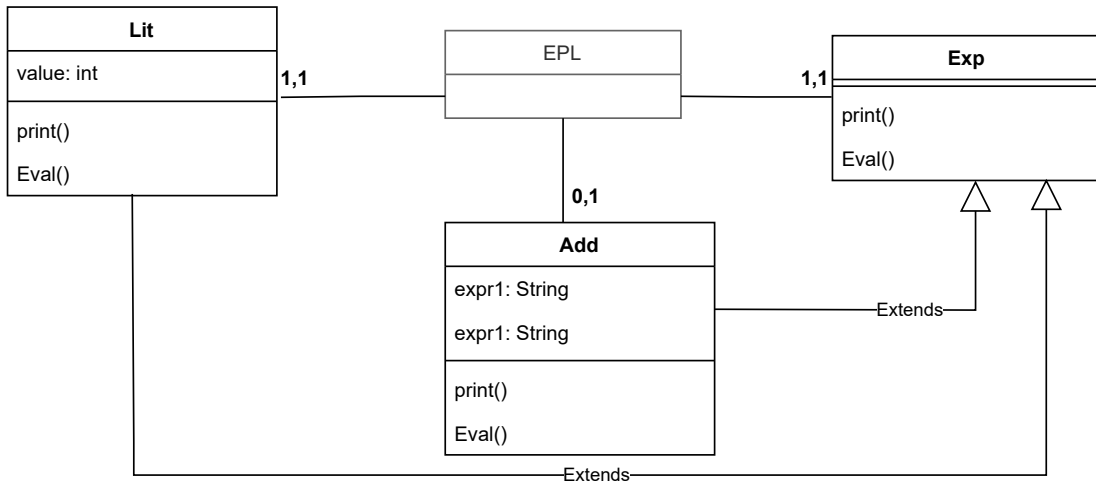 Lit
value: int
print()
Eval()
1,1
EPL
1,1
Exp
print()
Eval()
0,1
Add
expr1: String
expr1: String
print()
Eval()
Extends
Extends